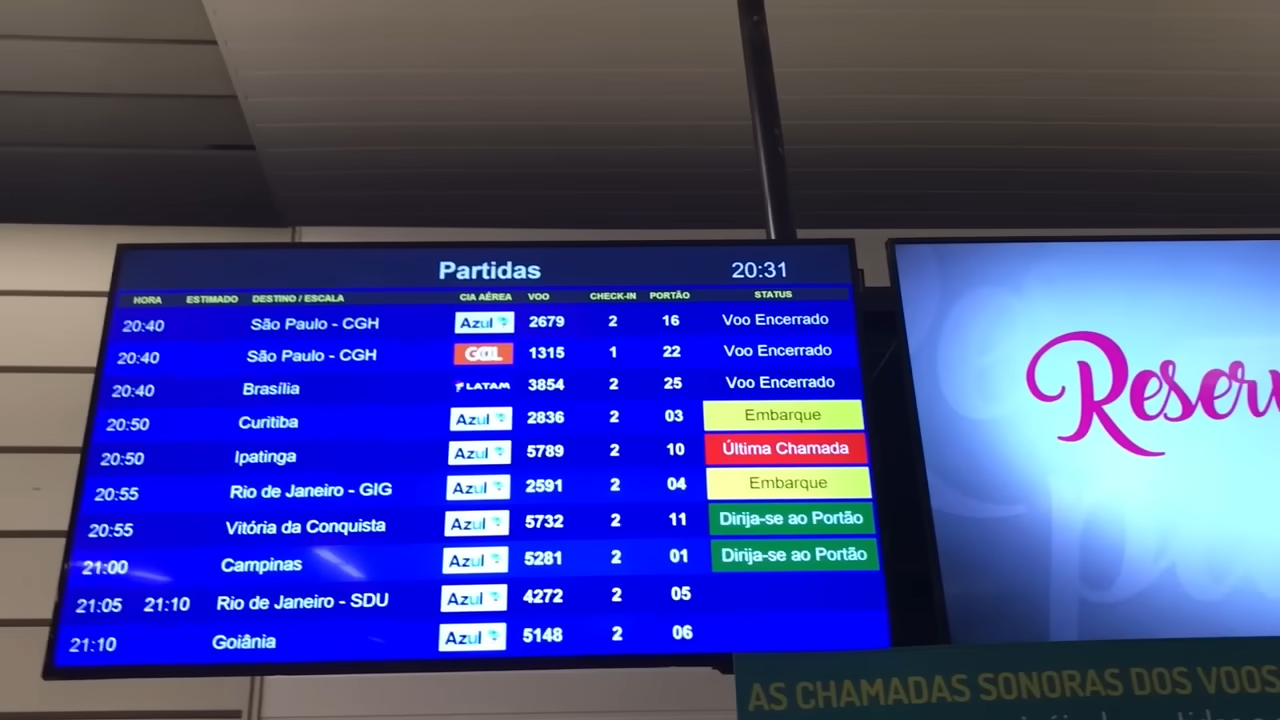 Partidas 20:31
HORA ESTIMADO DESTINO / ESCALA CIA AÉREA VOO CHECK-IN PORTÃO STATUS
20:40 São Paulo - CGH Azul 2679 2 16 Voo Encerrado
20:40 São Paulo - CGH GOL 1315 1 22 Voo Encerrado
20:40 Brasília LATAM 3854 2 25 Voo Encerrado
20:50 Curitiba Azul 2836 2 03 Embarque
20:50 Ipatinga Azul 5789 2 10 Última Chamada
20:55 Rio de Janeiro - GIG Azul 2591 2 04 Embarque
20:55 Vitória da Conquista Azul 5732 2 11 Dirija-se ao Portão
21:00 Campinas Azul 5281 2 01 Dirija-se ao Portão
21:05 21:10 Rio de Janeiro - SDU Azul 4272 2 05
21:10 Goiânia Azul 5148 2 06
Reserv
AS CHAMADAS SONORAS DOS VOOS